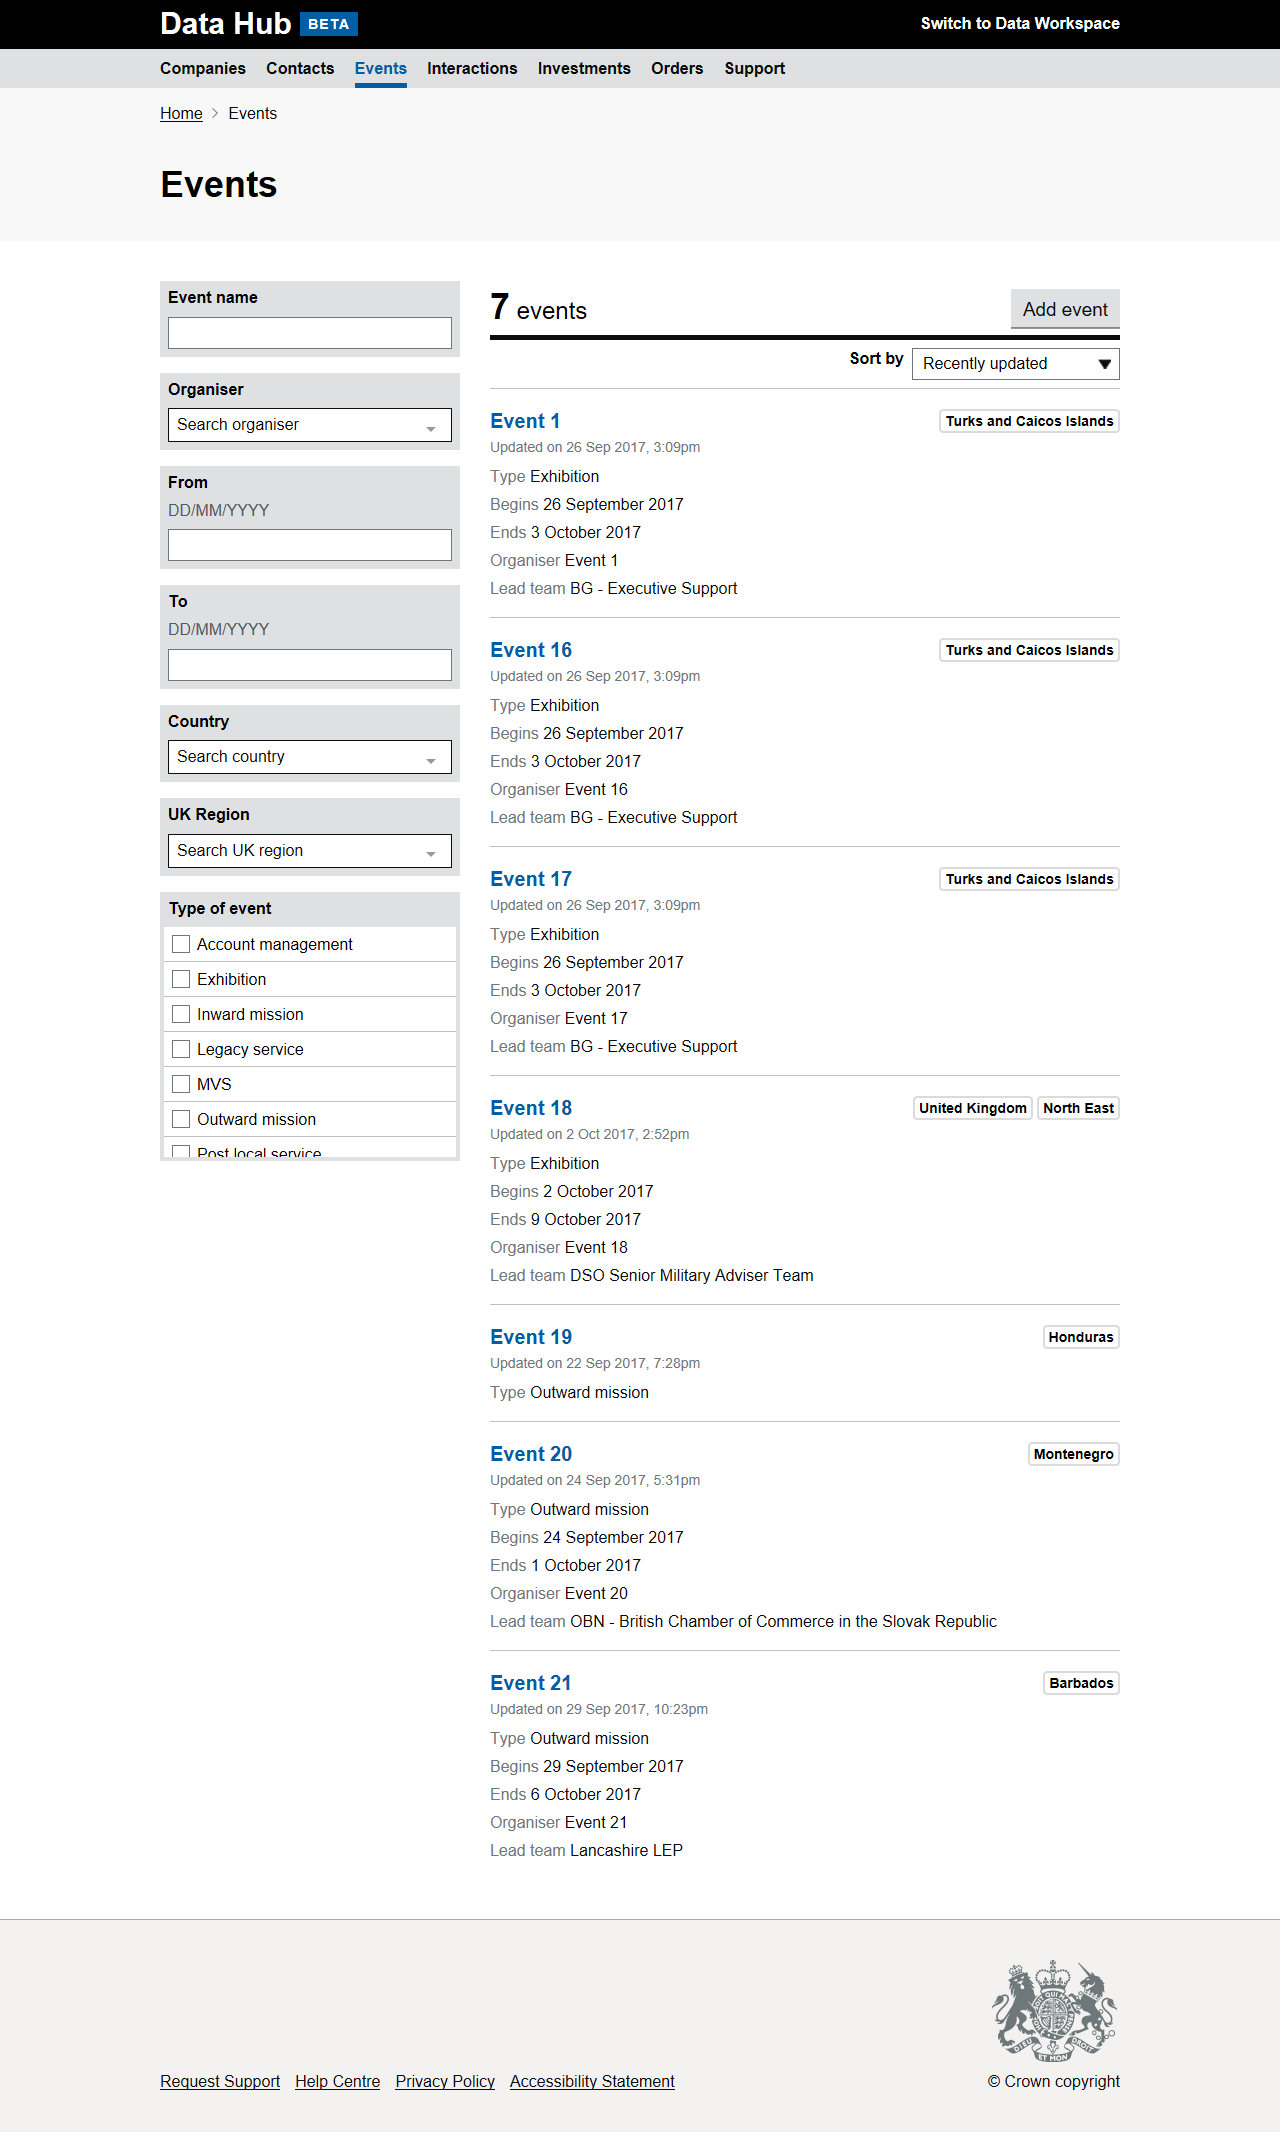 Data Hub BETA
Switch to Data Workspace
Companies Contacts Events Interactions Investments Orders Support
Home Events
Events
Event name
Organiser
Search organiser
From
DD/MM/YYYY
To
DD/MM/YYYY
Country
Search country
UK Region
Search UK region
Type of event
Account management
Exhibition
Inward mission
Legacy service
MVS
Outward mission
Post local service
7 events
Add event
Sort by Recently updated
Event 1
Turks and Caicos Islands
Updated on 26 Sep 2017, 3:09pm
Type Exhibition
Begins 26 September 2017
Ends 3 October 2017
Organiser Event 1
Lead team BG - Executive Support
Event 16
Turks and Caicos Islands
Updated on 26 Sep 2017, 3:09pm
Type Exhibition
Begins 26 September 2017
Ends 3 October 2017
Organiser Event 16
Lead team BG - Executive Support
Event 17
Turks and Caicos Islands
Updated on 26 Sep 2017, 3:09pm
Type Exhibition
Begins 26 September 2017
Ends 3 October 2017
Organiser Event 17
Lead team BG - Executive Support
Event 18
United Kingdom North East
Updated on 2 Oct 2017, 2:52pm
Type Exhibition
Begins 2 October 2017
Ends 9 October 2017
Organiser Event 18
Lead team DSO Senior Military Adviser Team
Event 19
Honduras
Updated on 22 Sep 2017, 7:28pm
Type Outward mission
Event 20
Montenegro
Updated on 24 Sep 2017, 5:31pm
Type Outward mission
Begins 24 September 2017
Ends 1 October 2017
Organiser Event 20
Lead team OBN - British Chamber of Commerce in the Slovak Republic
Event 21
Barbados
Updated on 29 Sep 2017, 10:23pm
Type Outward mission
Begins 29 September 2017
Ends 6 October 2017
Organiser Event 21
Lead team Lancashire LEP
DIEU ET MON DROIT
Request Support Help Centre Privacy Policy Accessibility Statement
© Crown copyright